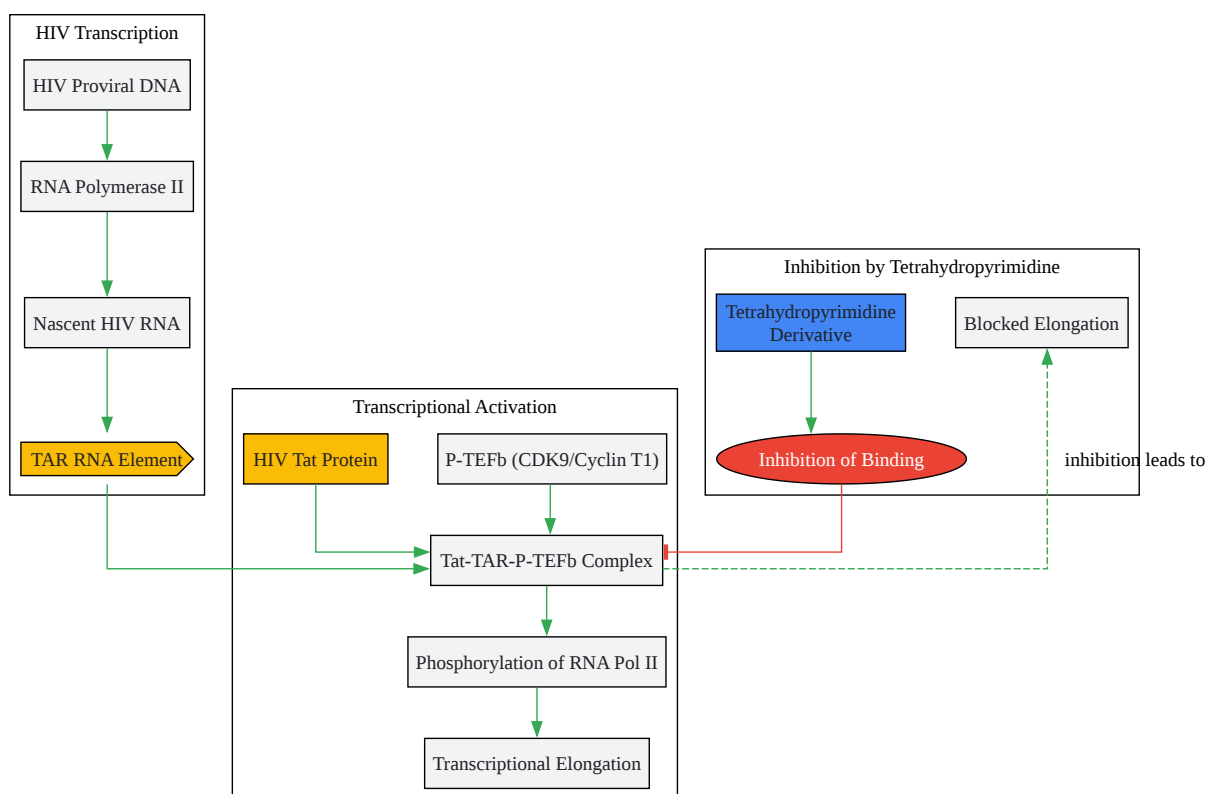 HIV Transcription
HIV Proviral DNA
RNA Polymerase II
Nascent HIV RNA
TAR RNA Element
Transcriptional Activation
HIV Tat Protein
P-TEFb (CDK9/Cyclin T1)
Tat-TAR-P-TEFb Complex
Phosphorylation of RNA Pol II
Transcriptional Elongation
Inhibition by Tetrahydropyrimidine
Tetrahydropyrimidine
Derivative
Blocked Elongation
Inhibition of Binding
inhibition leads to